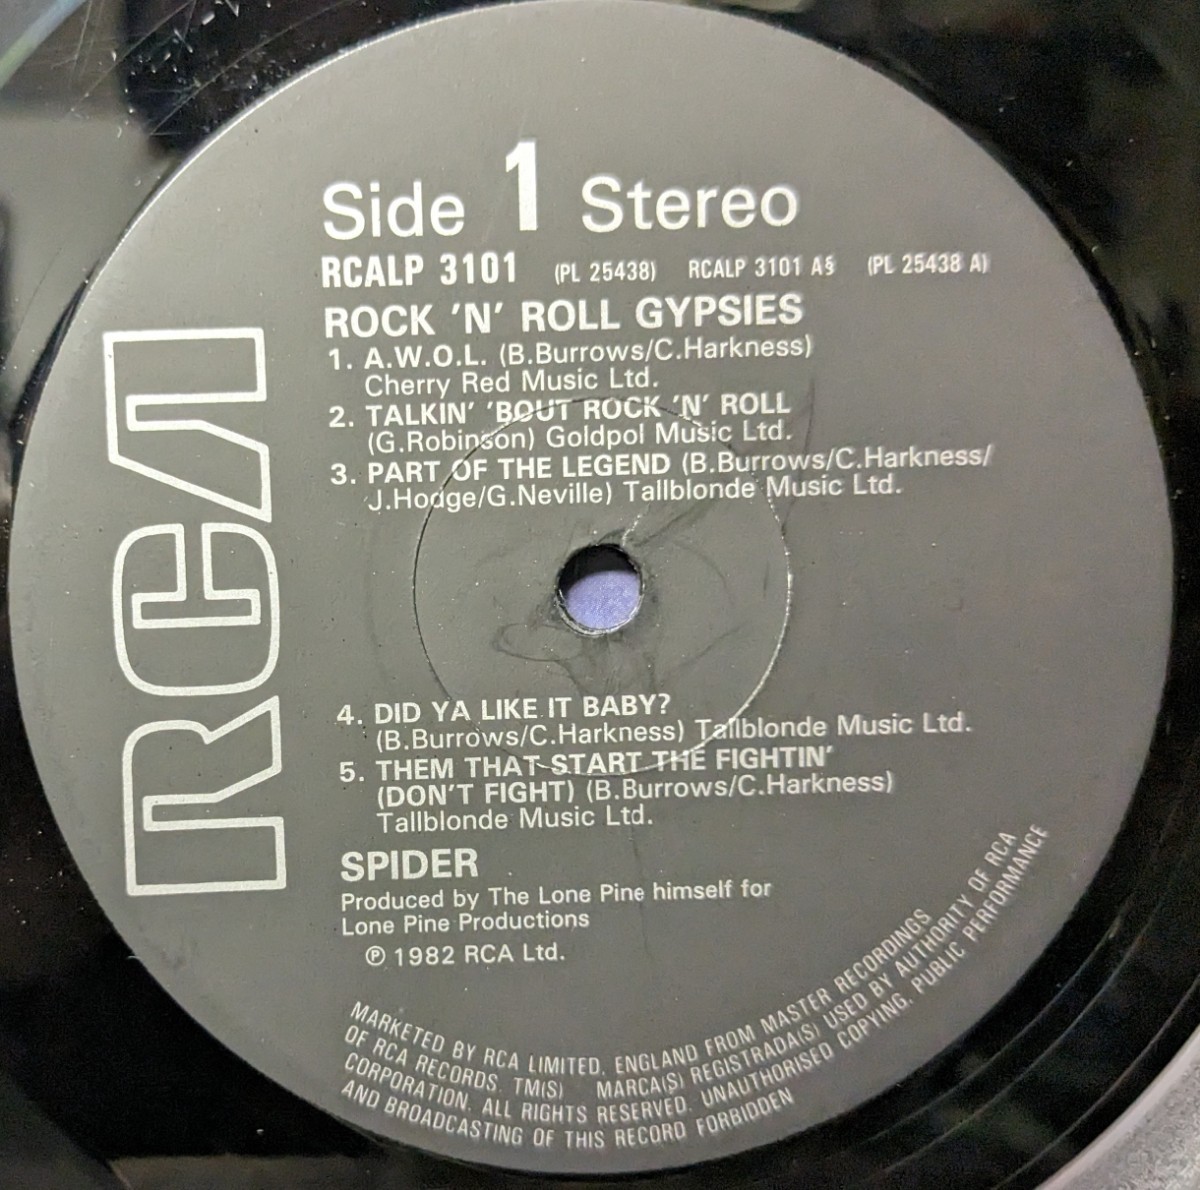 RCA
Side 1 Stereo
RCALP 3101 (PL 25438) RCALP 3101 A§ (PL 25438 A)
ROCK 'N' ROLL GYPSIES
1. A.W.O.L. (B.Burrows/C.Harkness)
Cherry Red Music Ltd.
2. TALKIN' 'BOUT ROCK 'N' ROLL
(G.Robinson) Goldpol Music Ltd.
3. PART OF THE LEGEND (B.Burrows/C.Harkness/
J.Hodge/G.Neville) Tallblonde Music Ltd.
4. DID YA LIKE IT BABY?
(B.Burrows/C.Harkness) Tallblonde Music Ltd.
5. THEM THAT START THE FIGHTIN'
(DON'T FIGHT) (B.Burrows/C.Harkness)
Tallblonde Music Ltd.
SPIDER
Produced by The Lone Pine himself for
Lone Pine Productions
℗ 1982 RCA Ltd.
MARKETED BY RCA LIMITED, ENGLAND FROM MASTER RECORDINGS
OF RCA RECORDS. TM(S) MARCA(S) REGISTRADA(S) USED BY AUTHORITY OF RCA
CORPORATION. ALL RIGHTS RESERVED. UNAUTHORISED COPYING, PUBLIC PERFORMANCE
AND BROADCASTING OF THIS RECORD FORBIDDEN